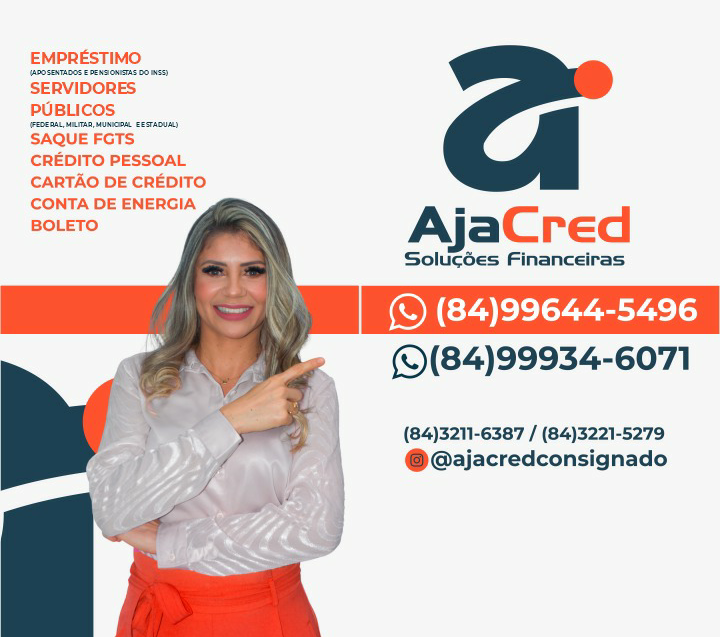 EMPRÉSTIMO
(APOSENTADOS E PENSIONISTAS DO INSS)
SERVIDORES
PÚBLICOS
(FEDERAL, MILITAR, MUNICIPAL E ESTADUAL)
SAQUE FGTS
CRÉDITO PESSOAL
CARTÃO DE CRÉDITO
CONTA DE ENERGIA
BOLETO
a
AjaCred
Soluções Financeiras
(84)99644-5496
(84)99934-6071
(84)3211-6387 / (84)3221-5279
@ajacredconsignado